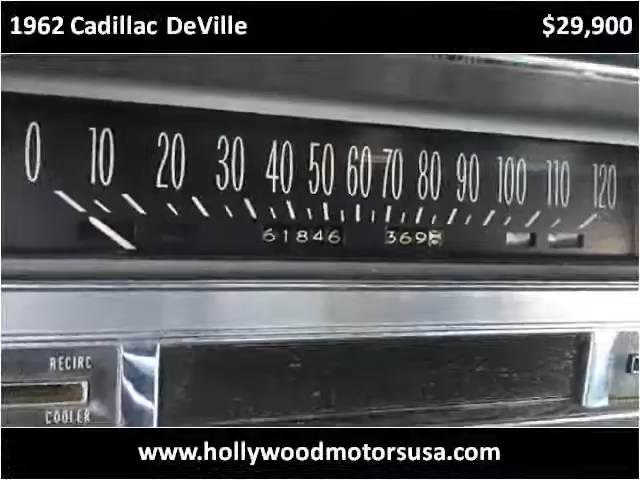 1962 Cadillac DeVille $29,900
0 10 20 30 40 50 60 70 80 90 100 110 120
61846 369
RECIRC
COOLER
www.hollywoodmotorsusa.com